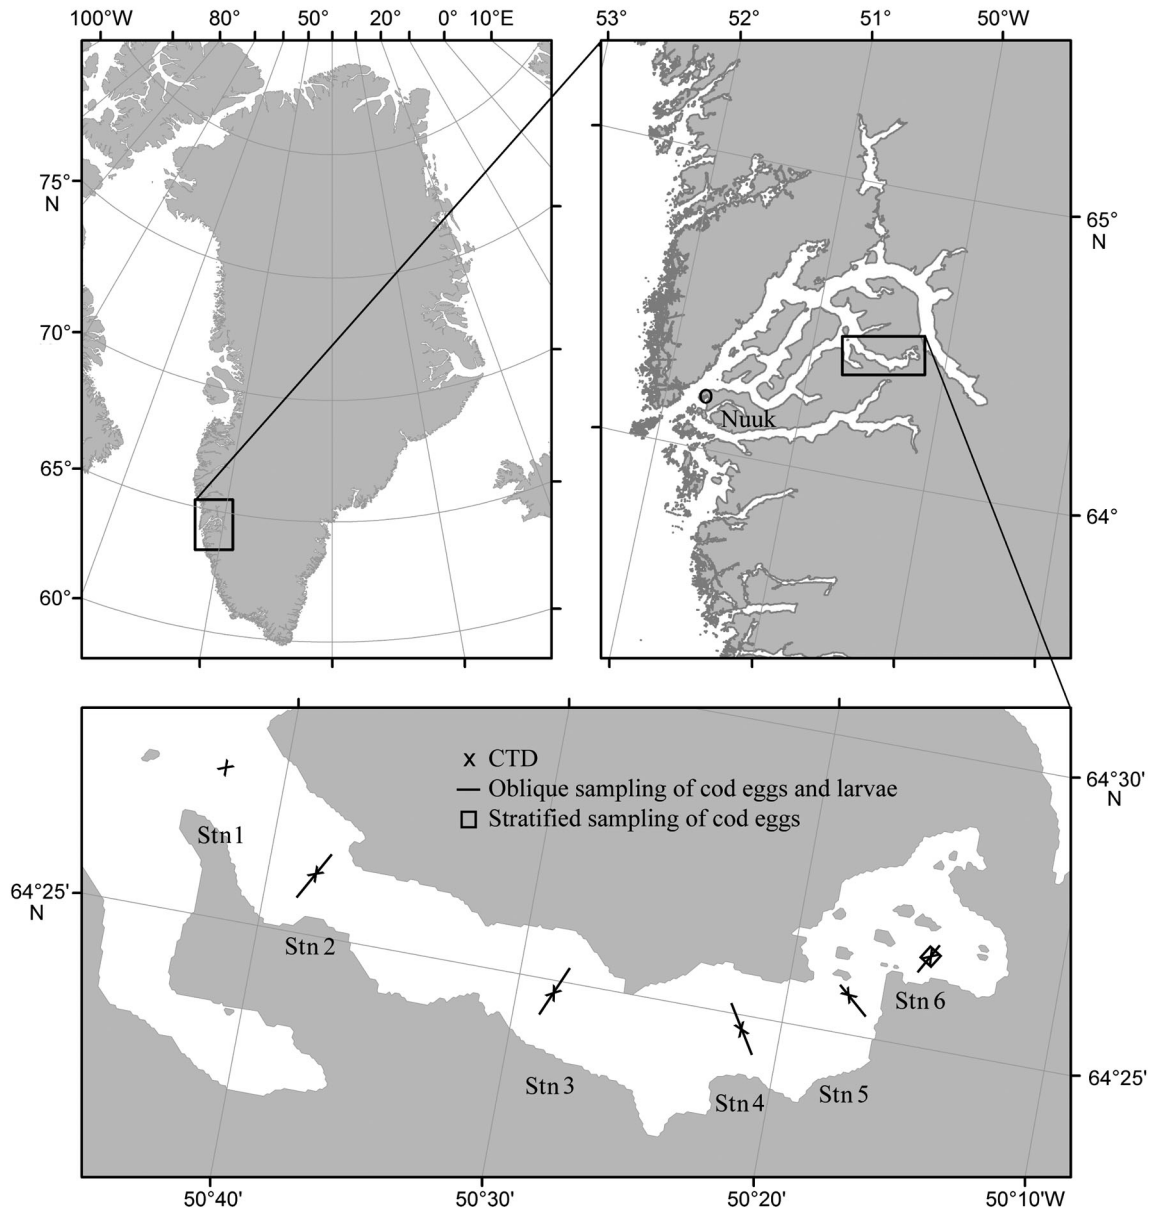 100°W 80° 50° 20° 0° 10°E
53° 52° 51° 50°W
75°
N
70°
65°
60°
65°
N
64°
Nuuk
CTD
Oblique sampling of cod eggs and larvae
Stratified sampling of cod eggs
64°30'
N
Stn 1
64°25'
N
Stn 2
Stn 3
Stn 4
Stn 5
Stn 6
64°25'
50°40' 50°30' 50°20' 50°10'W